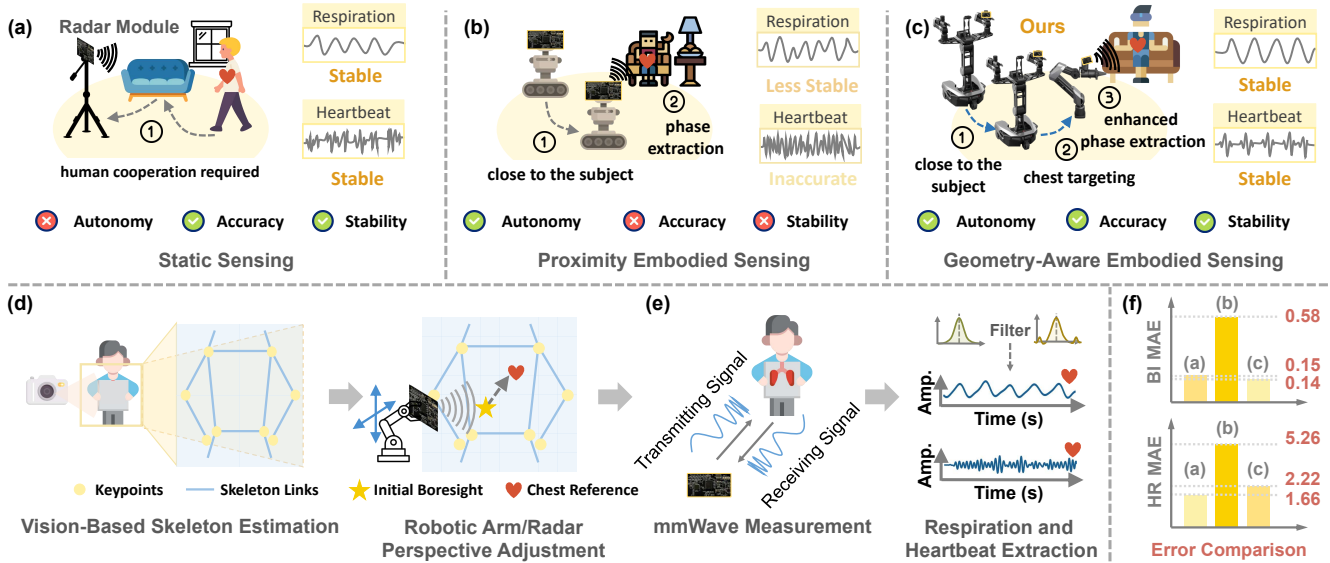 (a)
Radar Module
Respiration
Stable
Heartbeat
Stable
1
human cooperation required
Autonomy
Accuracy
Stability
Static Sensing
(b)
Respiration
Less Stable
Heartbeat
Inaccurate
1
2
phase
extraction
close to the subject
Autonomy
Accuracy
Stability
Proximity Embodied Sensing
(c)
Ours
Respiration
Stable
Heartbeat
Stable
1
close to the
subject
2
chest targeting
3
enhanced
phase extraction
Autonomy
Accuracy
Stability
Geometry-Aware Embodied Sensing
(d)
Keypoints
Skeleton Links
Initial Boresight
Chest Reference
Vision-Based Skeleton Estimation
Robotic Arm/Radar
Perspective Adjustment
(e)
Transmitting Signal
Receiving Signal
mmWave Measurement
Filter
Amp.
Time (s)
Amp.
Time (s)
Respiration and
Heartbeat Extraction
(f)
BI MAE
(a)
(b)
(c)
0.58
0.15
0.14
HR MAE
(a)
(b)
(c)
5.26
2.22
1.66
Error Comparison